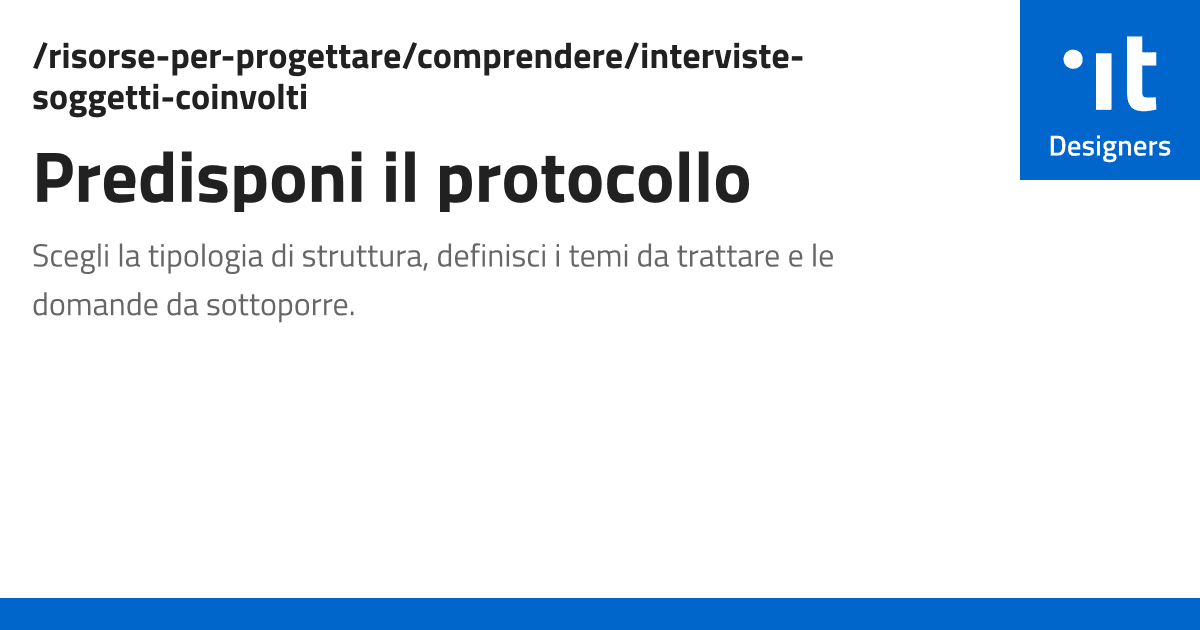 /risorse-per-progettare/comprendere/interviste-
soggetti-coinvolti
Predisponi il protocollo
Scegli la tipologia di struttura, definisci i temi da trattare e le
domande da sottoporre.
it
Designers